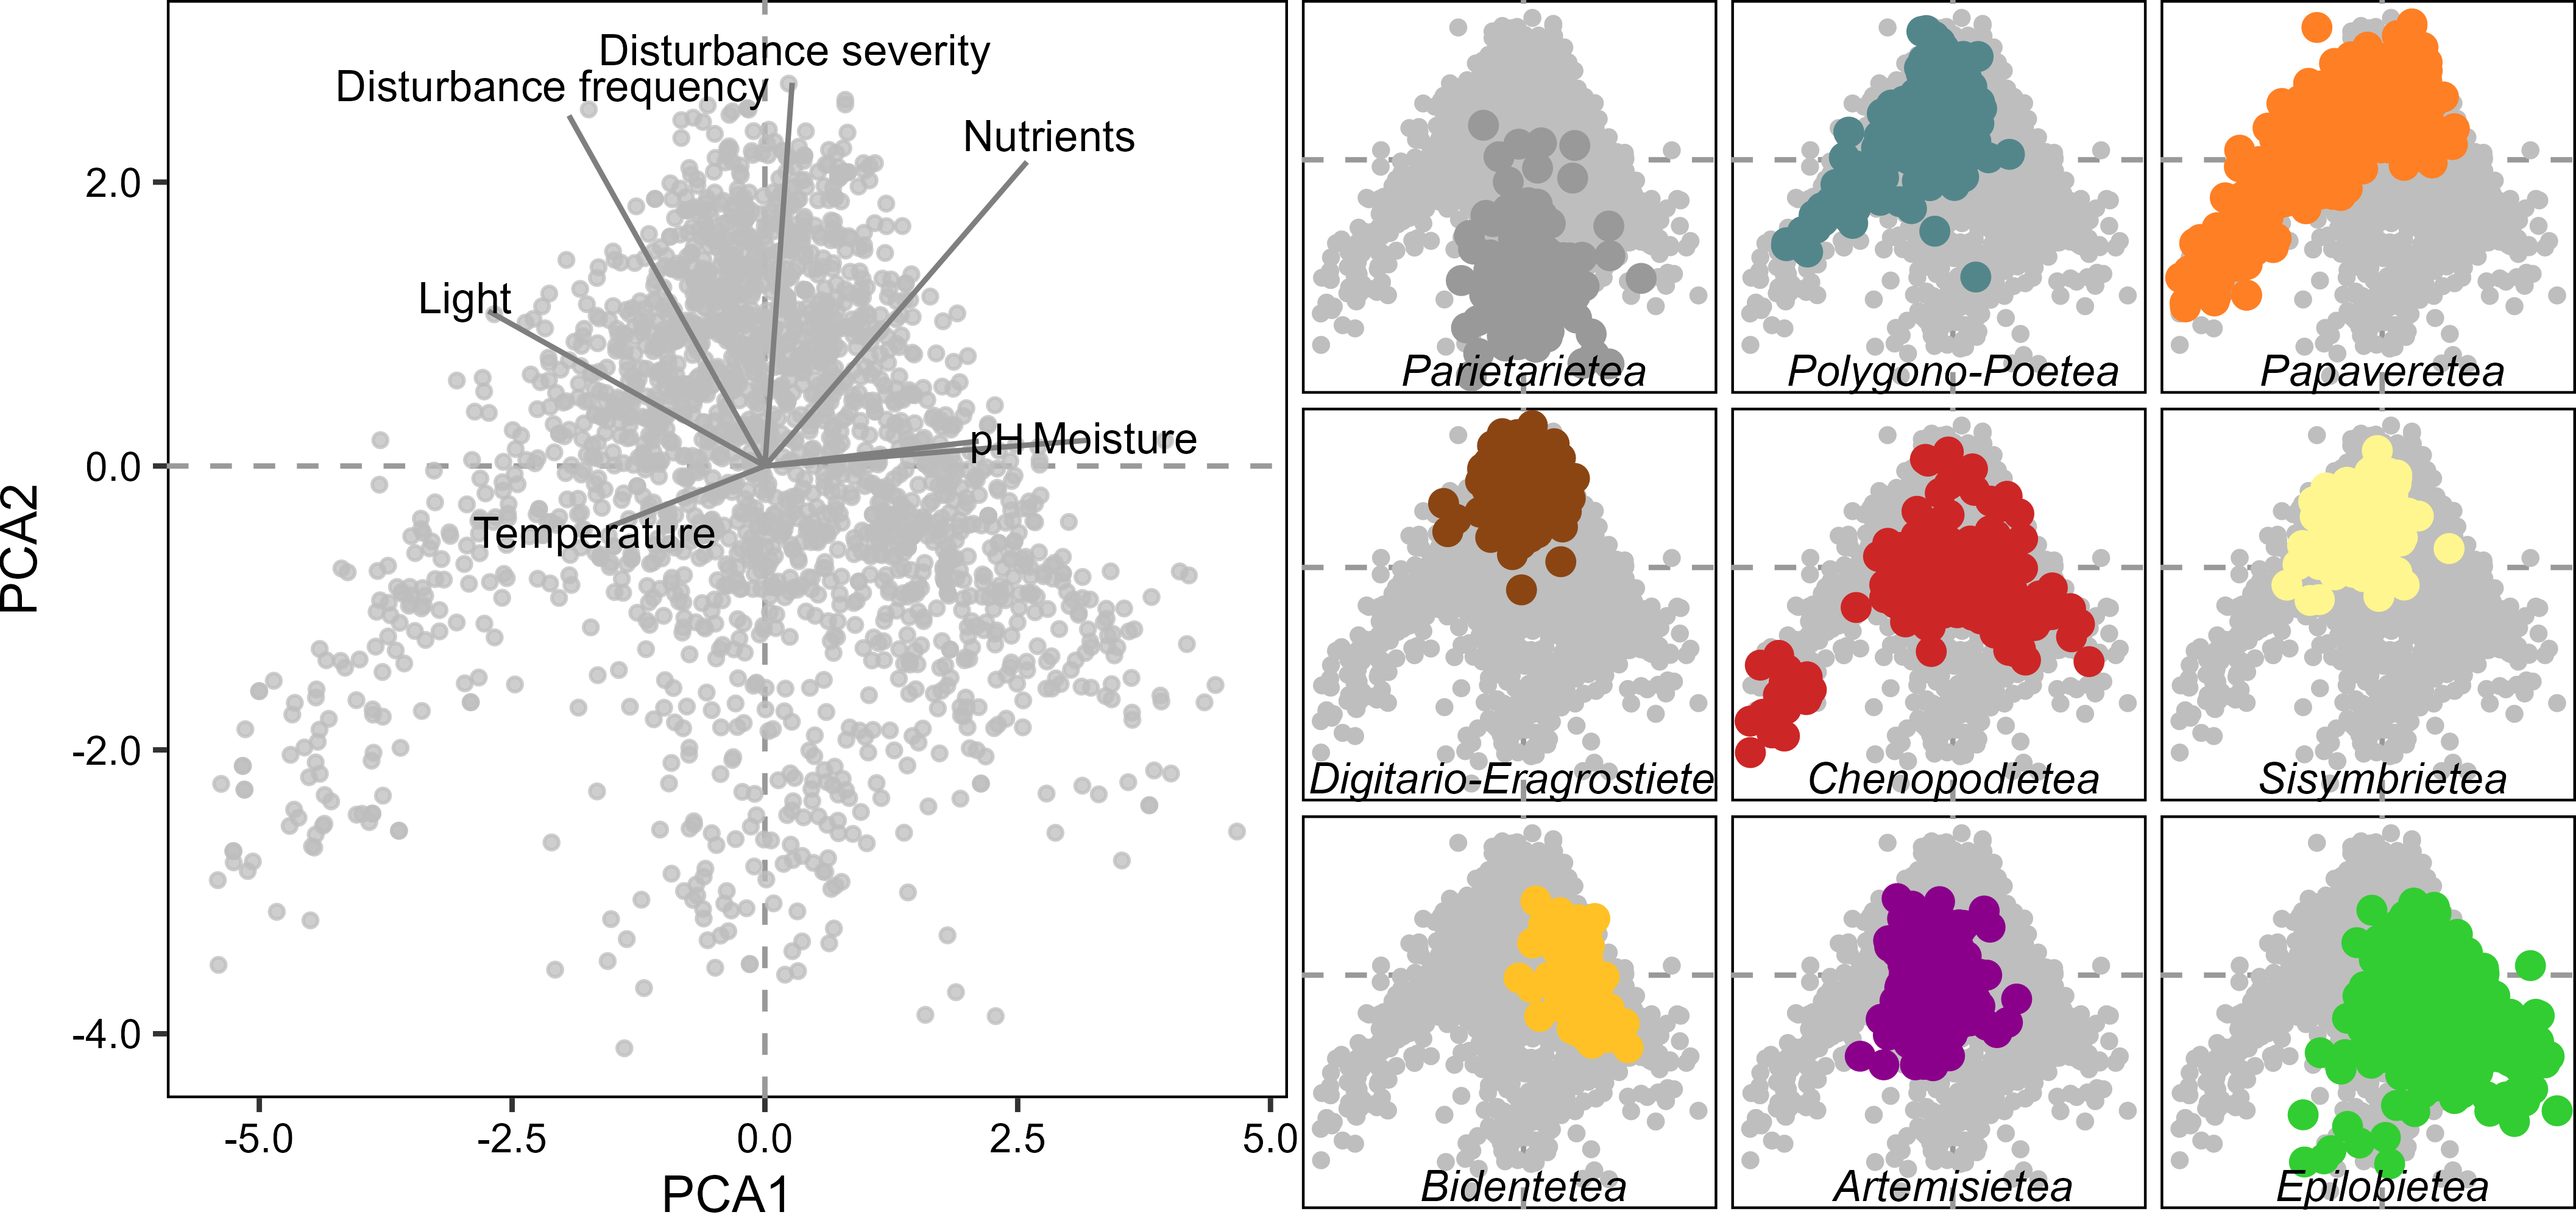 Disturbance severity
Disturbance frequency
Nutrients
Light
pH
Moisture
Temperature
PCA2
2.0
0.0
-2.0
-4.0
-5.0
-2.5
0.0
2.5
5.0
PCA1
Parietarietea
Polygono-Poetea
Papaveretea
Digitario-Eragrostiete
Chenopodietea
Sisymbrietea
Bidentetea
Artemisietea
Epilobietea